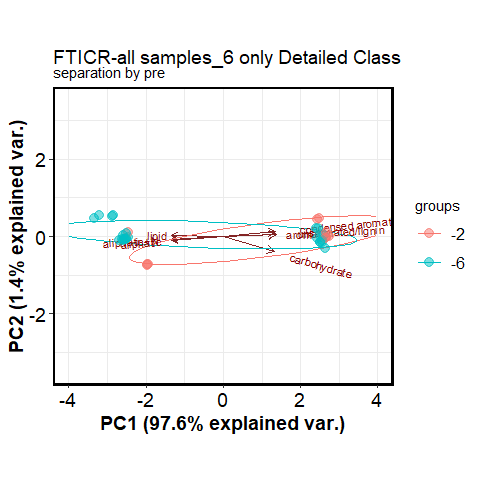 FTICR-all samples_6 only Detailed Class
separation by pre
PC2 (1.4% explained var.)
2
0
-2
lipid
carbohydrate
-4
-2
0
2
4
PC1 (97.6% explained var.)
groups
-2
-6